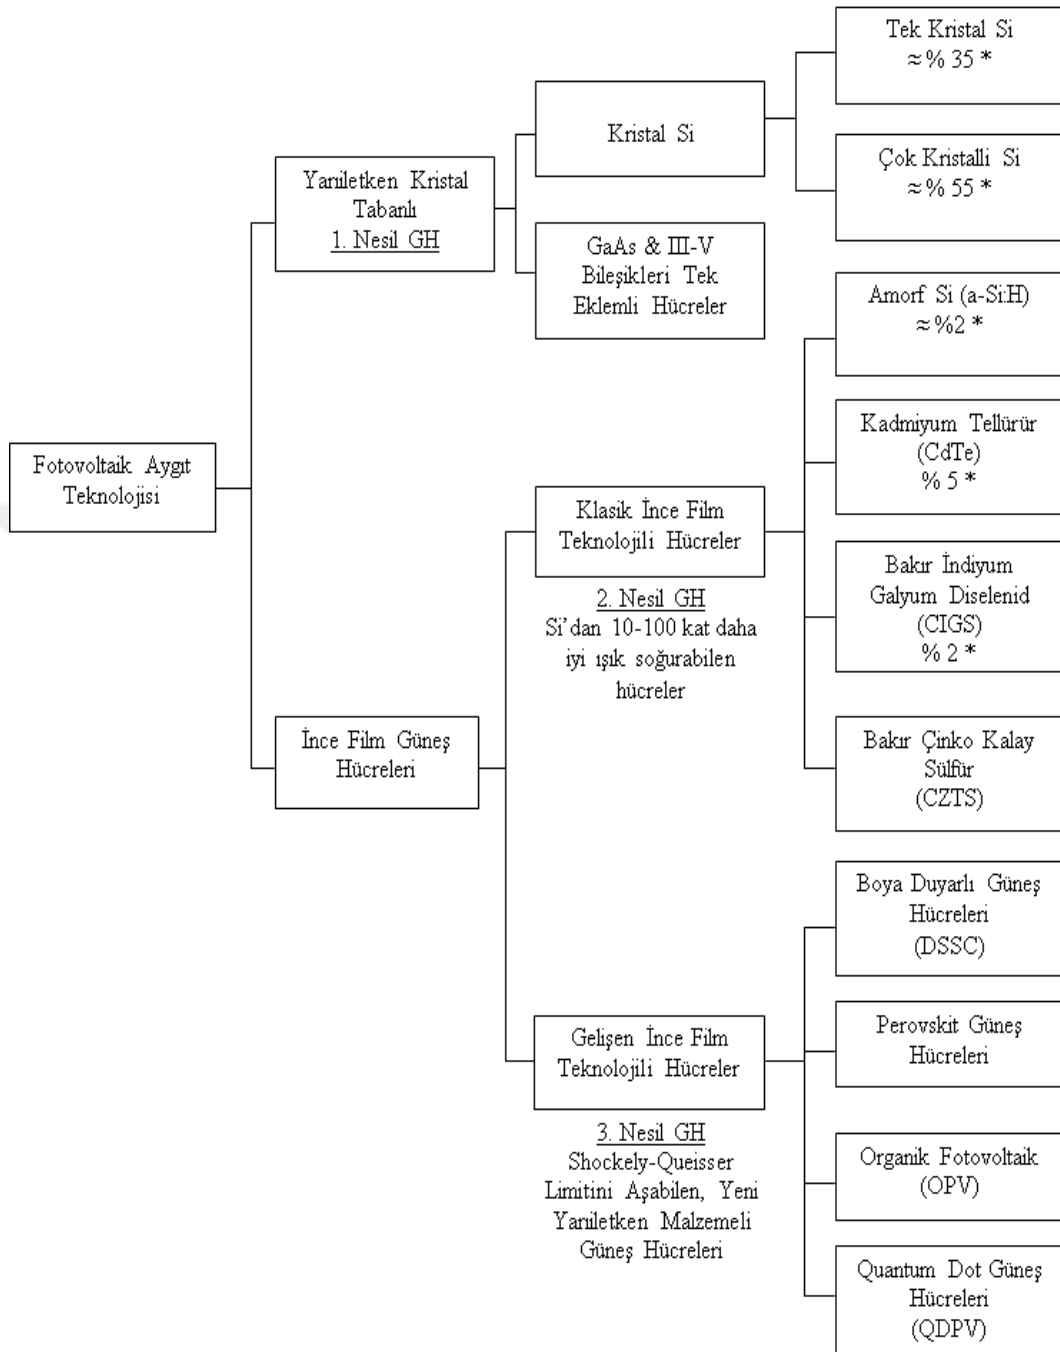 Tek Kristal Si
≈ % 35 *
Kristal Si
Çok Kristalli Si
≈ % 55 *
Yarıiletken Kristal
Tabanlı
1. Nesil GH
GaAs & III-V
Bileşikleri Tek
Eklemli Hücreler
Amorf Si (a-Si:H)
≈ %2 *
Kadmiyum Tellürür
(CdTe)
% 5 *
Fotovoltaik Aygıt
Teknolojisi
Klasik İnce Film
Teknolojili Hücreler
2. Nesil GH
Si'dan 10-100 kat daha
iyi ışık soğurabilen
hücreler
Bakır İndiyum
Galyum Diselenid
(CIGS)
% 2 *
İnce Film Güneş
Hücreleri
Bakır Çinko Kalay
Sülfür
(CZTS)
Boya Duyarlı Güneş
Hücreleri
(DSSC)
Gelişen İnce Film
Teknolojili Hücreler
3. Nesil GH
Shockely-Queisser
Limitini Aşabilen, Yeni
Yarıiletken Malzemeli
Güneş Hücreleri
Perovskit Güneş
Hücreleri
Organik Fotovoltaik
(OPV)
Quantum Dot Güneş
Hücreleri
(QDPV)